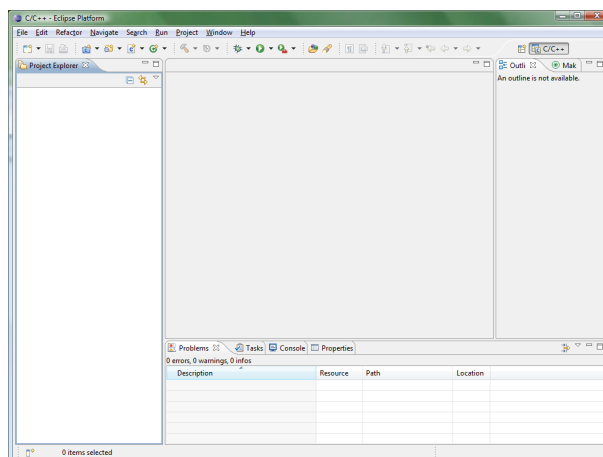 C/C++ - Eclipse Platform
File Edit Refactor Navigate Search Run Project Window Help
C/C++
Project Explorer
Outli Mak
An outline is not available.
Problems Tasks Console Properties
0 errors, 0 warnings, 0 infos
Description Resource Path Location
0 items selected